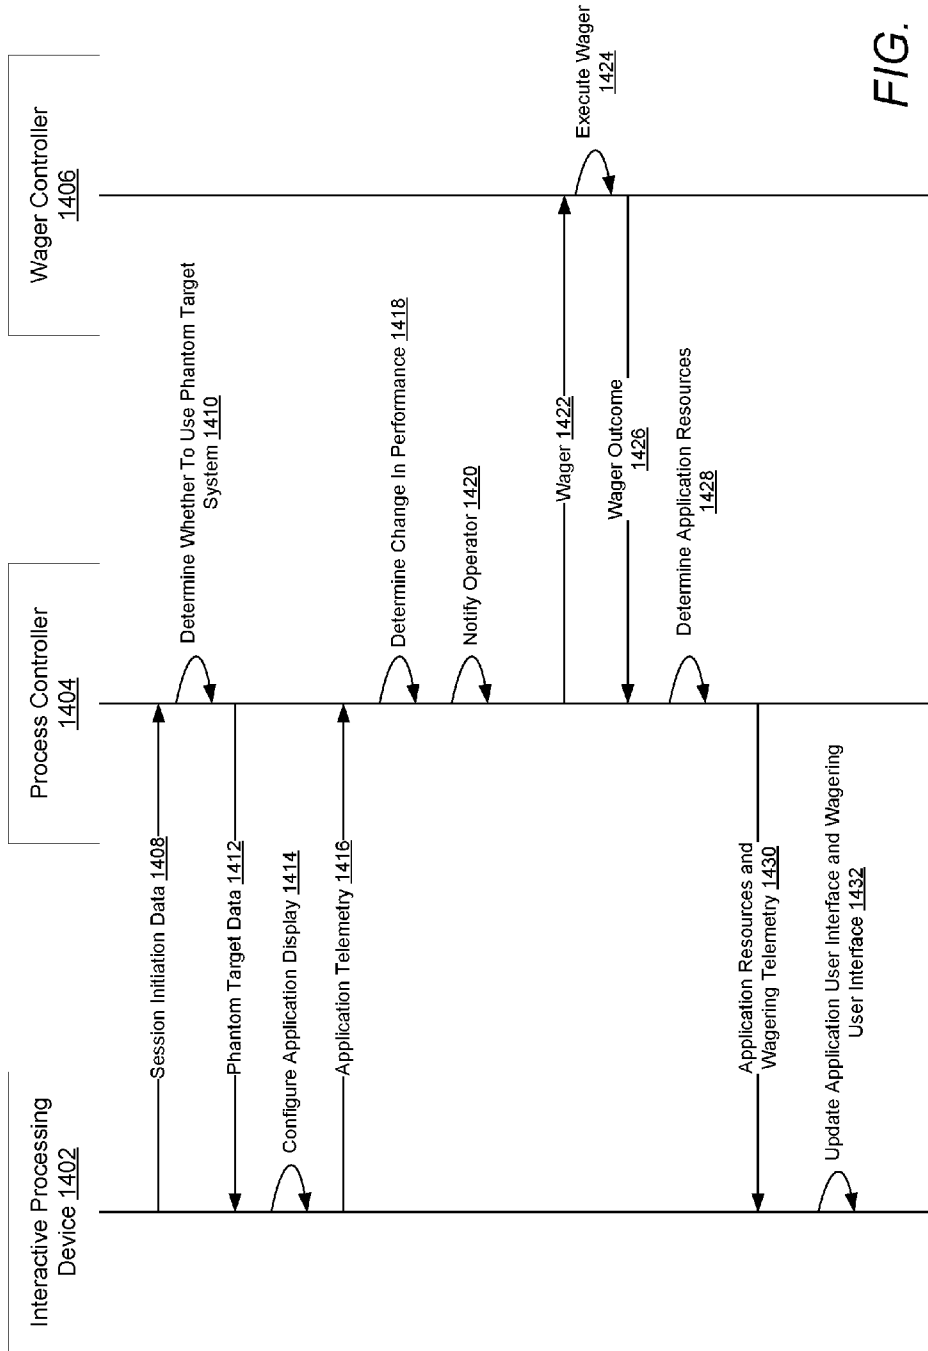 Interactive Processing
Device 1402
Process Controller
1404
Wager Controller
1406
Session Initiation Data 1408
Determine Whether To Use Phantom Target
System 1410
Phantom Target Data 1412
Configure Application Display 1414
Application Telemetry 1416
Determine Change In Performance 1418
Notify Operator 1420
Wager 1422
Execute Wager
1424
Wager Outcome
1426
Determine Application Resources
1428
Application Resources and
Wagering Telemetry 1430
Update Application User Interface and Wagering
User Interface 1432
FIG.